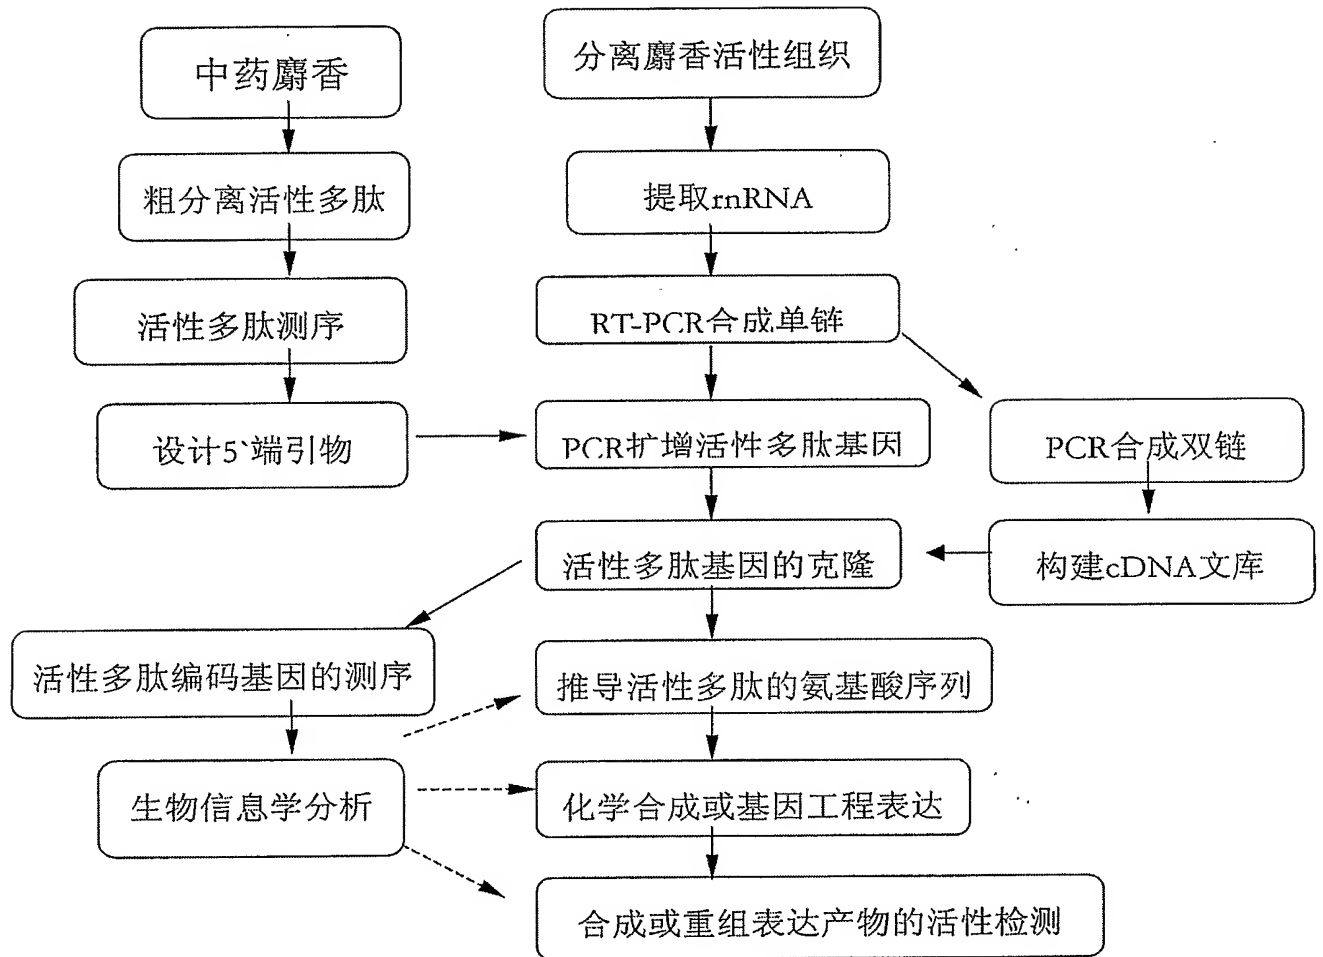 中药麝香
分离麝香活性组织
粗分离活性多肽
提取rnRNA
活性多肽测序
RT-PCR合成单链
设计5`端引物
PCR扩增活性多肽基因
PCR合成双链
活性多肽基因的克隆
构建cDNA文库
活性多肽编码基因的测序
推导活性多肽的氨基酸序列
生物信息学分析
化学合成或基因工程表达
合成或重组表达产物的活性检测